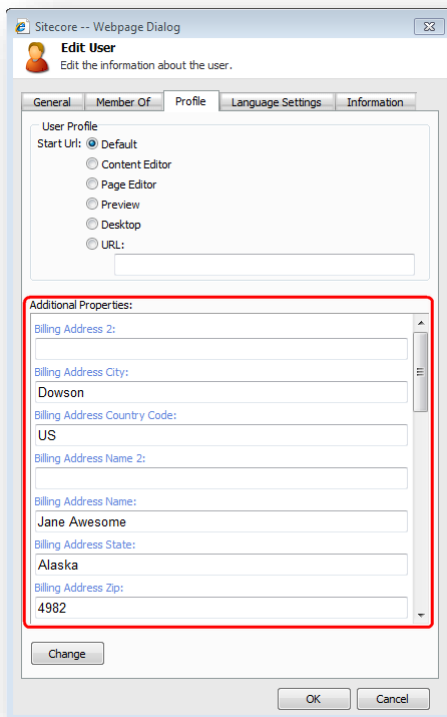 Sitecore -- Webpage Dialog
Edit User
Edit the information about the user.
General Member Of Profile Language Settings Information
User Profile
Start Url: Default
Content Editor
Page Editor
Preview
Desktop
URL:
Additional Properties:
Billing Address 2:
Billing Address City:
Dowson
Billing Address Country Code:
US
Billing Address Name 2:
Billing Address Name:
Jane Awesome
Billing Address State:
Alaska
Billing Address Zip:
4982
Change
OK Cancel